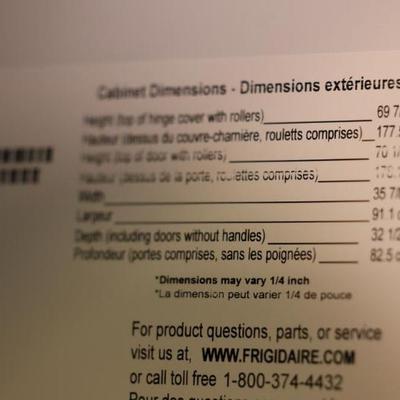 Cabinet Dimensions - Dimensions extérieures
Height (top of hinge cover with rollers) 69 7/
Hauteur (dessus du couvre-charnière, rouletts comprises) 177.5
Height (top of door with rollers) 70 1/
Hauteur (dessus de la porte, roulettes comprises)
Width 35 7/
Largeur 91.1 c
Depth (including doors without handles) 32 1/2
Profondeur (portes comprises, sans les poignées) 82.5 c
*Dimensions may vary 1/4 inch
*La dimension peut varier 1/4 de pouce
For product questions, parts, or service
visit us at, WWW.FRIGIDAIRE.COM
or call toll free 1-800-374-4432
Pour des questions